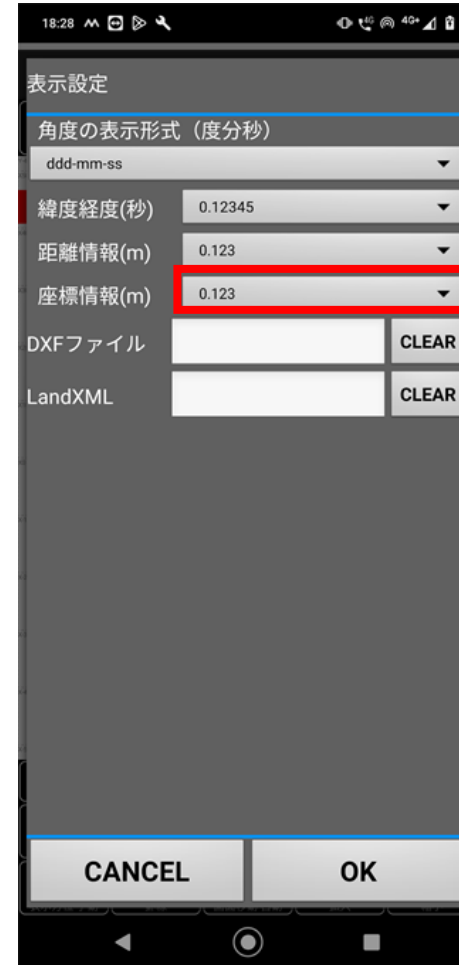 18:28
4G 4G+
表示設定
角度の表示形式（度分秒）
ddd-mm-ss
緯度経度(秒) 0.12345
距離情報(m) 0.123
座標情報(m) 0.123
DXFファイル CLEAR
LandXML CLEAR
CANCEL OK